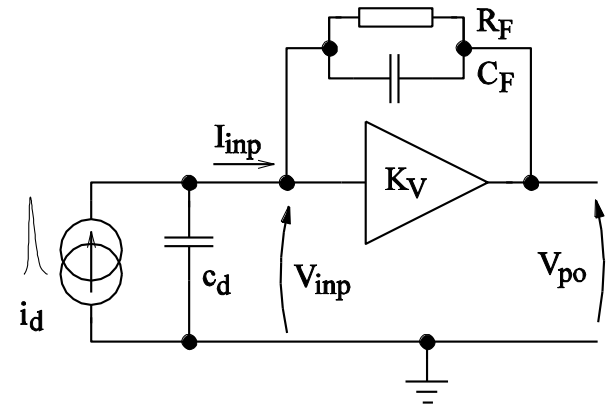 R_F
C_F
I_inp
K_V
i_d
c_d
V_inp
V_po